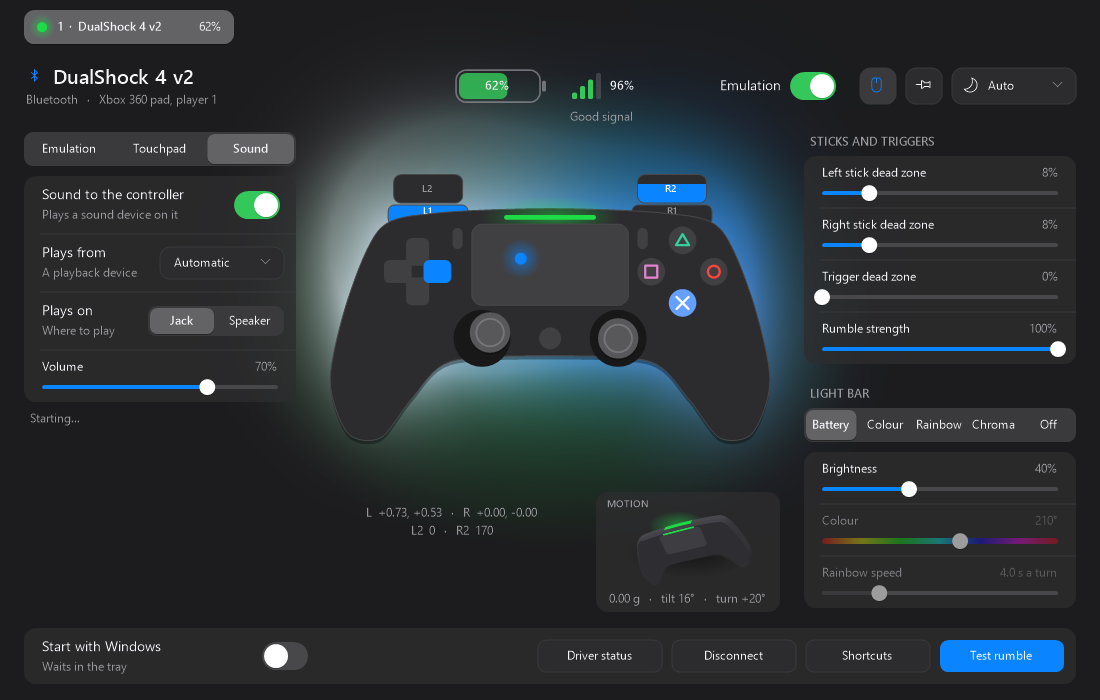 1 · DualShock 4 v2 62%
DualShock 4 v2
Bluetooth · Xbox 360 pad, player 1
62%
96%
Good signal
Emulation
Auto
Emulation Touchpad Sound
Sound to the controller
Plays a sound device on it
Plays from
A playback device
Automatic
Plays on
Where to play
Jack Speaker
Volume 70%
Starting...
L2
L1
R2
R1
L +0.73, +0.53 · R +0.00, -0.00
L2 0 · R2 170
MOTION
0.00 g · tilt 16° · turn +20°
STICKS AND TRIGGERS
Left stick dead zone 8%
Right stick dead zone 8%
Trigger dead zone 0%
Rumble strength 100%
LIGHT BAR
Battery Colour Rainbow Chroma Off
Brightness 40%
Colour 210°
Rainbow speed 4.0 s a turn
Start with Windows
Waits in the tray
Driver status
Disconnect
Shortcuts
Test rumble